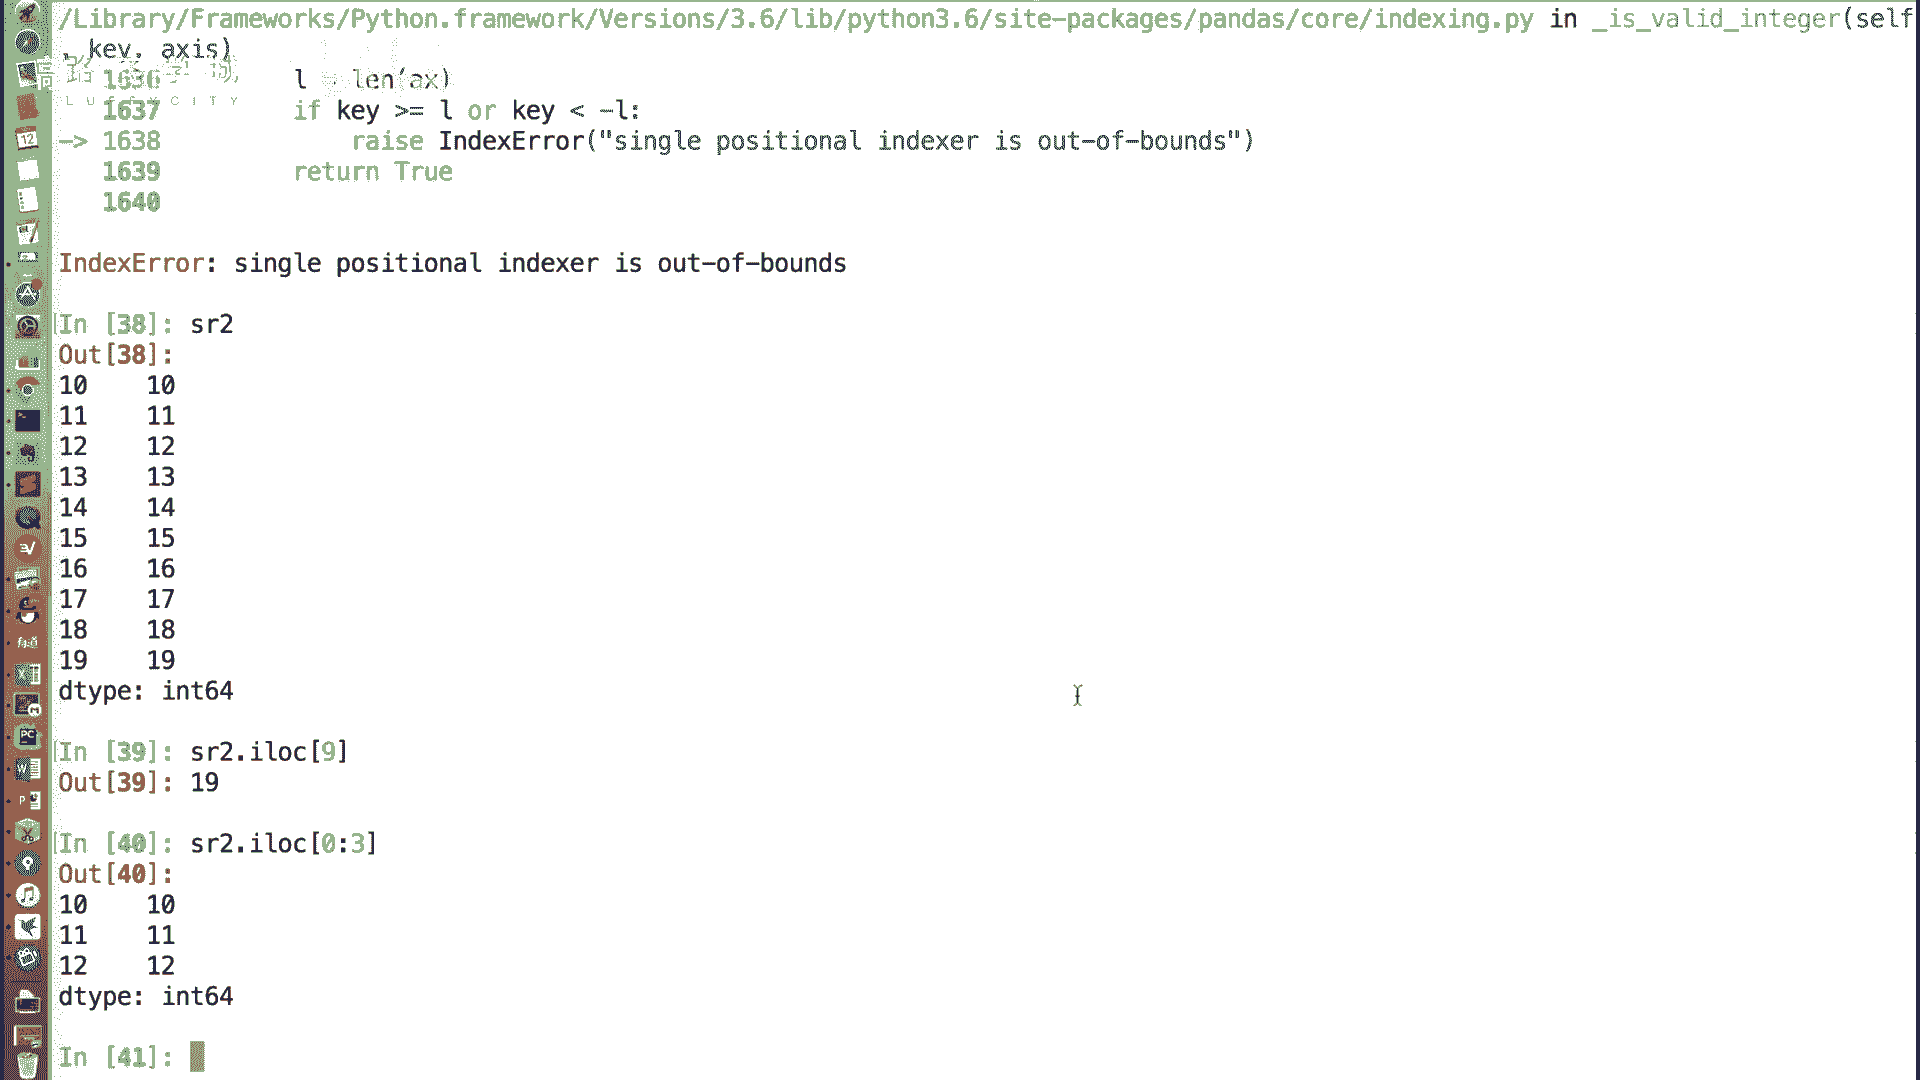 /Library/Frameworks/Python.framework/Versions/3.6/lib/python3.6/site-packages/pandas/core/indexing.py in _is_valid_integer(self
, key, axis)
1636 l len(ax)
LUFFYCITY
1637 if key >= l or key < -l:
-> 1638 raise IndexError("single positional indexer is out-of-bounds")
1639 return True
1640
IndexError: single positional indexer is out-of-bounds
In [38]: sr2
Out[38]:
10 10
11 11
12 12
13 13
14 14
15 15
16 16
17 17
18 18
19 19
dtype: int64
In [39]: sr2.iloc[9]
Out[39]: 19
In [40]: sr2.iloc[0:3]
Out[40]:
10 10
11 11
12 12
dtype: int64
In [41]: